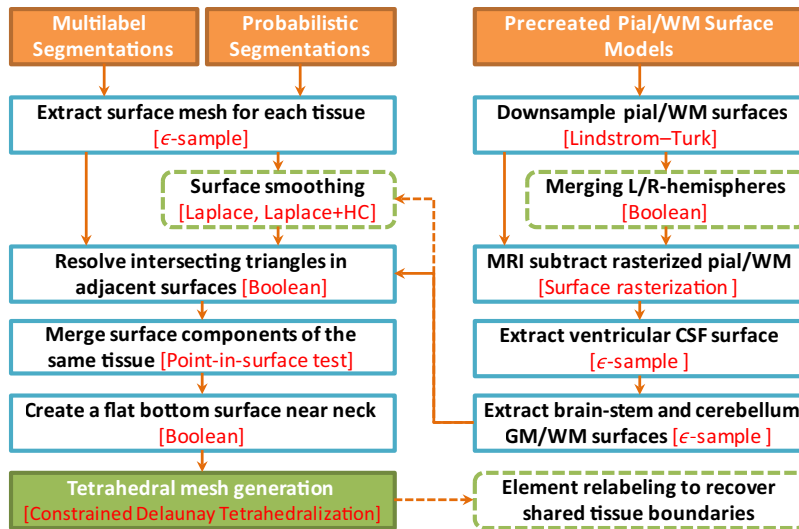 Multilabel
Segmentations
Probabilistic
Segmentations
Extract surface mesh for each tissue
[ϵ-sample]
Surface smoothing
[Laplace, Laplace+HC]
Resolve intersecting triangles in
adjacent surfaces [Boolean]
Merge surface components of the
same tissue [Point-in-surface test]
Create a flat bottom surface near neck
[Boolean]
Tetrahedral mesh generation
[Constrained Delaunay Tetrahedralization]
Precreated Pial/WM Surface
Models
Downsample pial/WM surfaces
[Lindstrom–Turk]
Merging L/R-hemispheres
[Boolean]
MRI subtract rasterized pial/WM
[Surface rasterization ]
Extract ventricular CSF surface
[ϵ-sample ]
Extract brain-stem and cerebellum
GM/WM surfaces [ϵ-sample ]
Element relabeling to recover
shared tissue boundaries